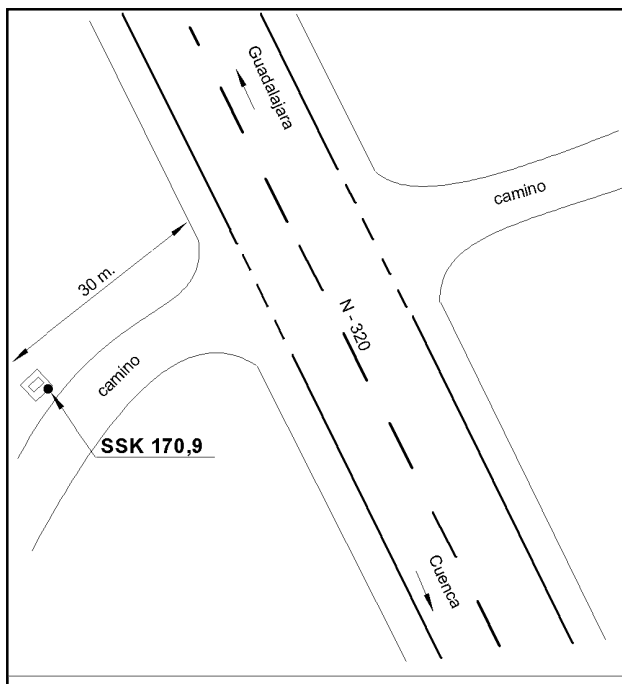 Guadalajara
camino
30 m.
N - 320
camino
SSK 170,9
Cuenca